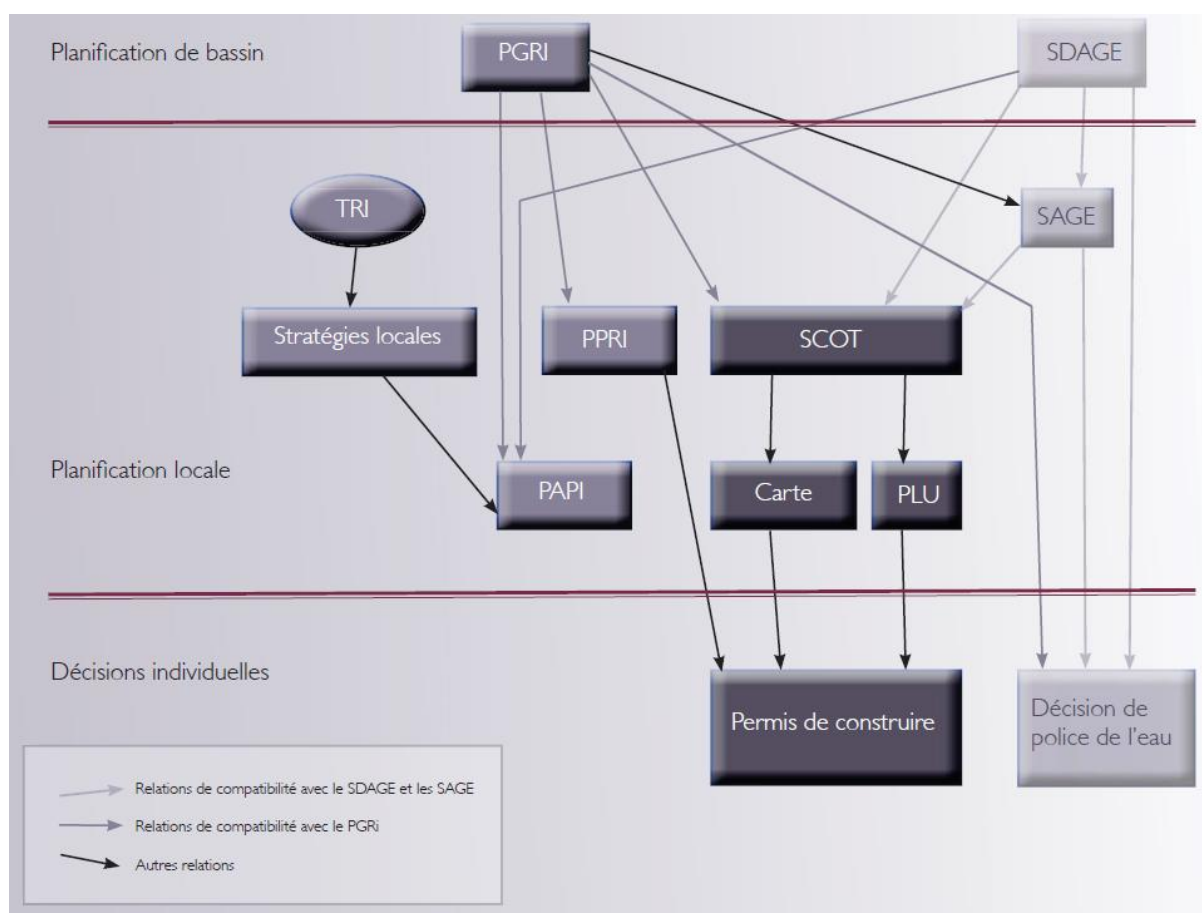 Planification de bassin
PGRI
SDAGE
TRI
SAGE
Stratégies locales
PPRI
SCOT
Planification locale
PAPI
Carte
PLU
Décisions individuelles
Permis de construire
Décision de
police de l'eau
Relations de compatibilité avec le SDAGE et les SAGE
Relations de compatibilité avec le PGRi
Autres relations